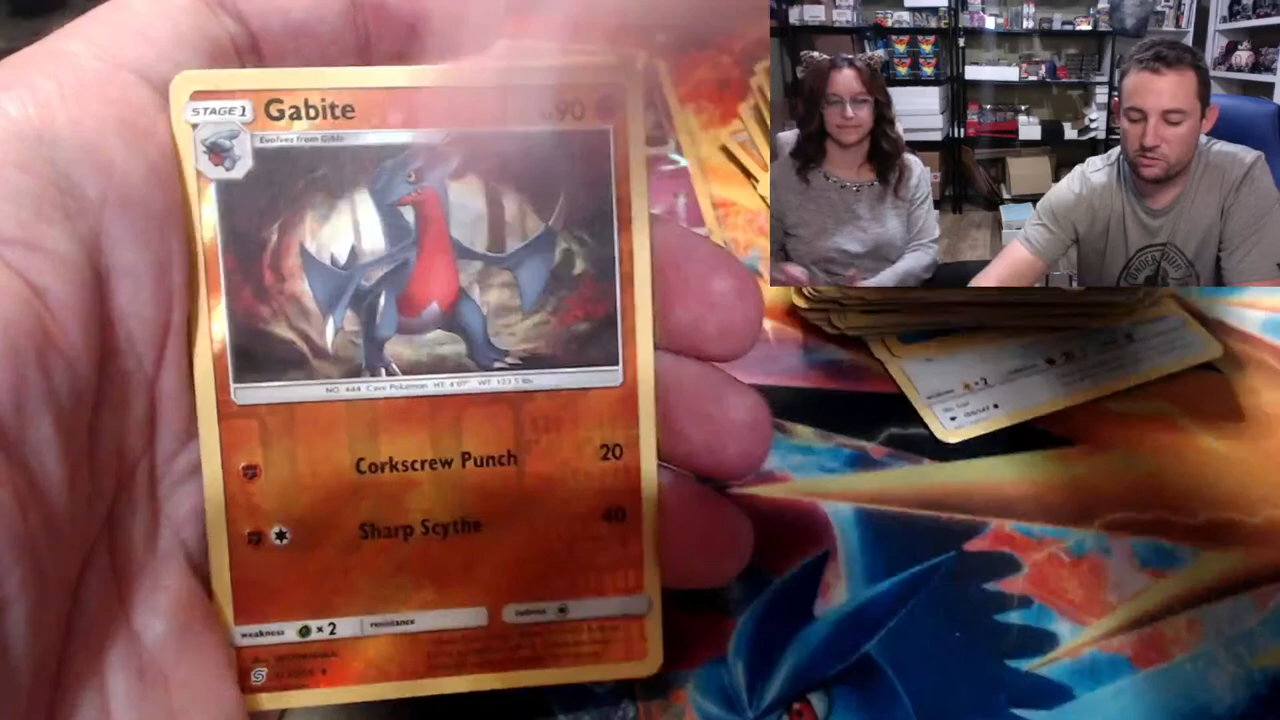 STAGE 1 Gabite 90
Evolves from Gible
NO. 444 Cave Pokémon HT: 4'07" WT: 123.5 lbs
Corkscrew Punch 20
Sharp Scythe 40
weakness ×2 resistance retreat
×2